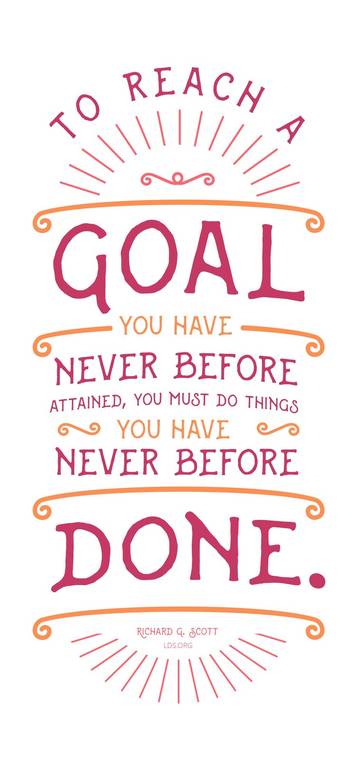 TO REACH A
GOAL
YOU HAVE
NEVER BEFORE
ATTAINED, YOU MUST DO THINGS
YOU HAVE
NEVER BEFORE
DONE.
RICHARD G. SCOTT
LDS.ORG